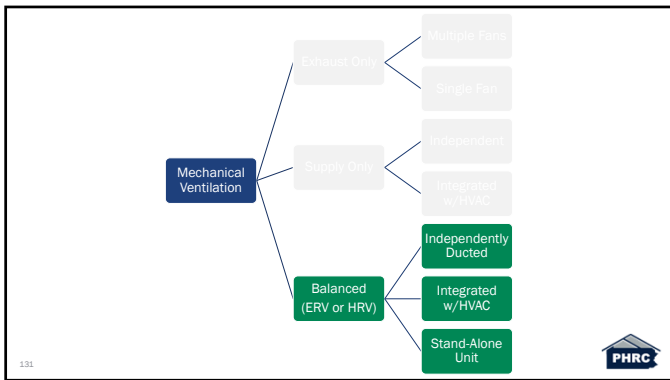 Multiple Fans
Exhaust Only
Single Fan
Independent
Mechanical
Ventilation
Supply Only
Integrated
w/HVAC
Independently
Ducted
Balanced
(ERV or HRV)
Integrated
w/HVAC
Stand-Alone
Unit
131
PHRC